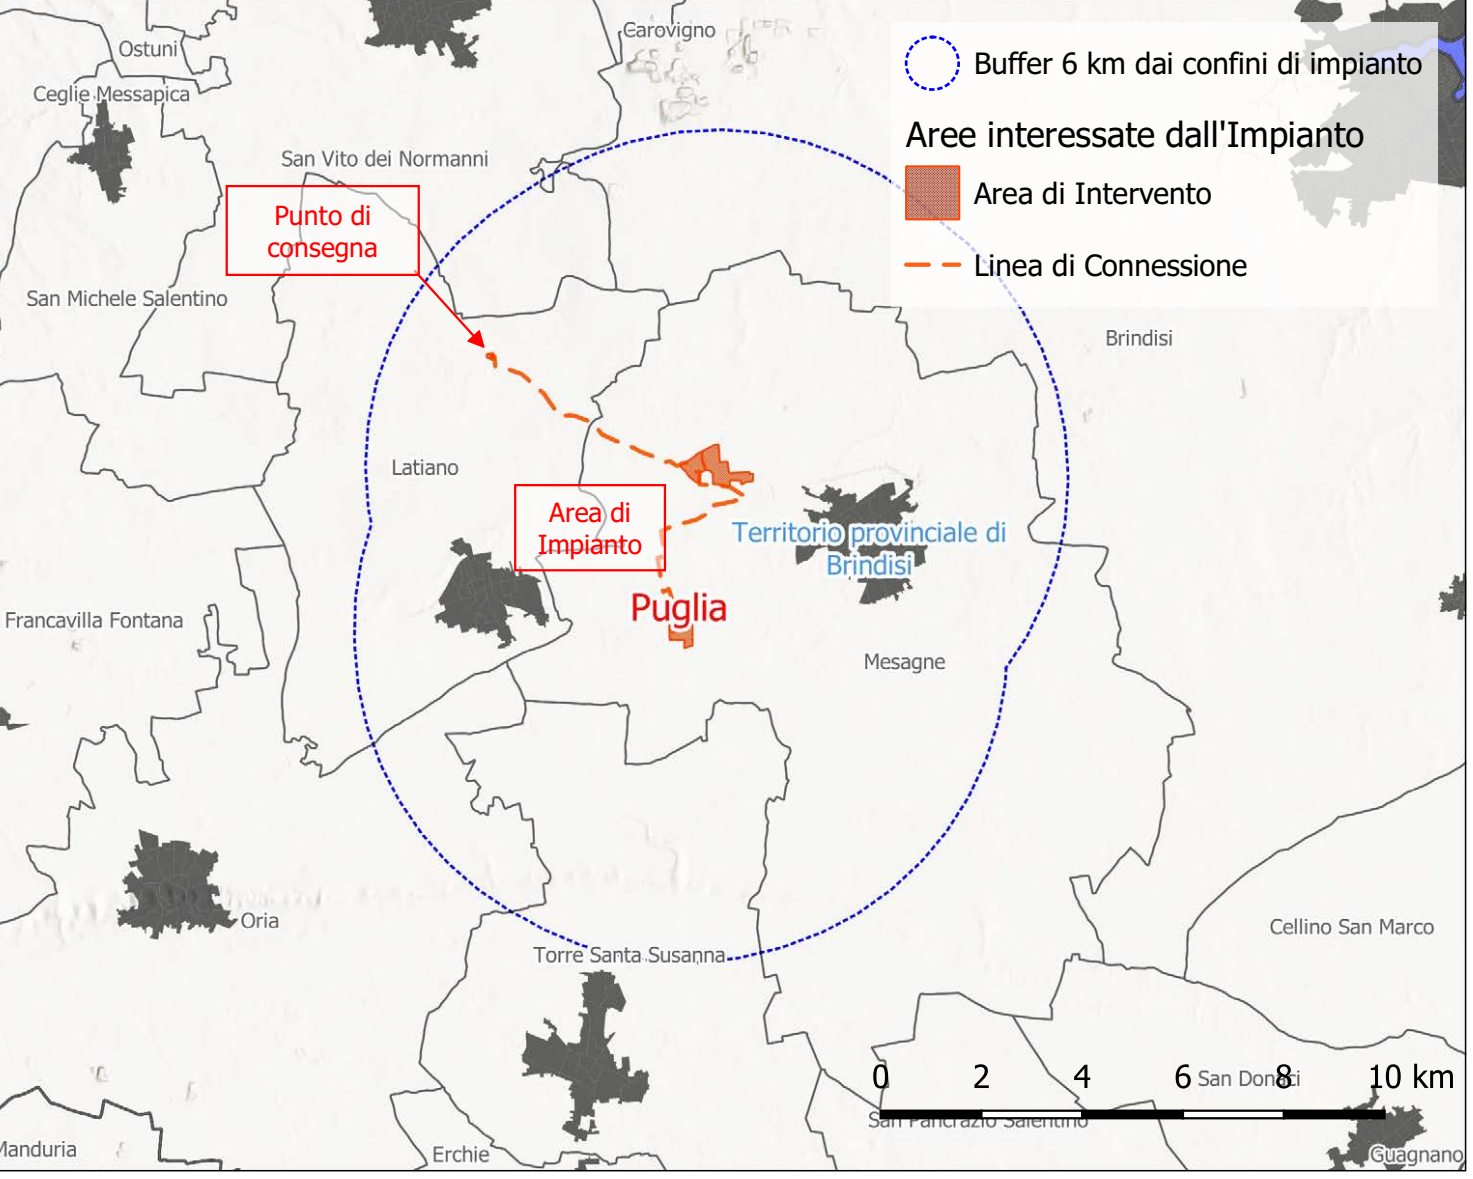 Ostuni
Carovigno
Buffer 6 km dai confini di impianto
Ceglie Messapica
Aree interessate dall'Impianto
San Vito dei Normanni
Area di Intervento
Punto di
consegna
Linea di Connessione
San Michele Salentino
Brindisi
Latiano
Area di
Impianto
Territorio provinciale di
Brindisi
Puglia
Francavilla Fontana
Mesagne
Oria
Cellino San Marco
Torre Santa Susanna
0 2 4 6 8 10 km
San Donaci
San Pancrazio Salentino
Manduria
Erchie
Guagnano